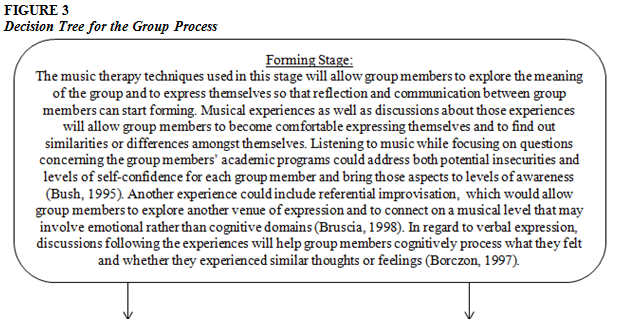 FIGURE 3
Decision Tree for the Group Process
Forming Stage:
The music therapy techniques used in this stage will allow group members to explore the meaning
of the group and to express themselves so that reflection and communication between group
members can start forming. Musical experiences as well as discussions about those experiences
will allow group members to become comfortable expressing themselves and to find out
similarities or differences amongst themselves. Listening to music while focusing on questions
concerning the group members’ academic programs could address both potential insecurities and
levels of self-confidence for each group member and bring those aspects to levels of awareness
(Bush, 1995). Another experience could include referential improvisation, which would allow
group members to explore another venue of expression and to connect on a musical level that may
involve emotional rather than cognitive domains (Bruscia, 1998). In regard to verbal expression,
discussions following the experiences will help group members cognitively process what they felt
and whether they experienced similar thoughts or feelings (Borczon, 1997).